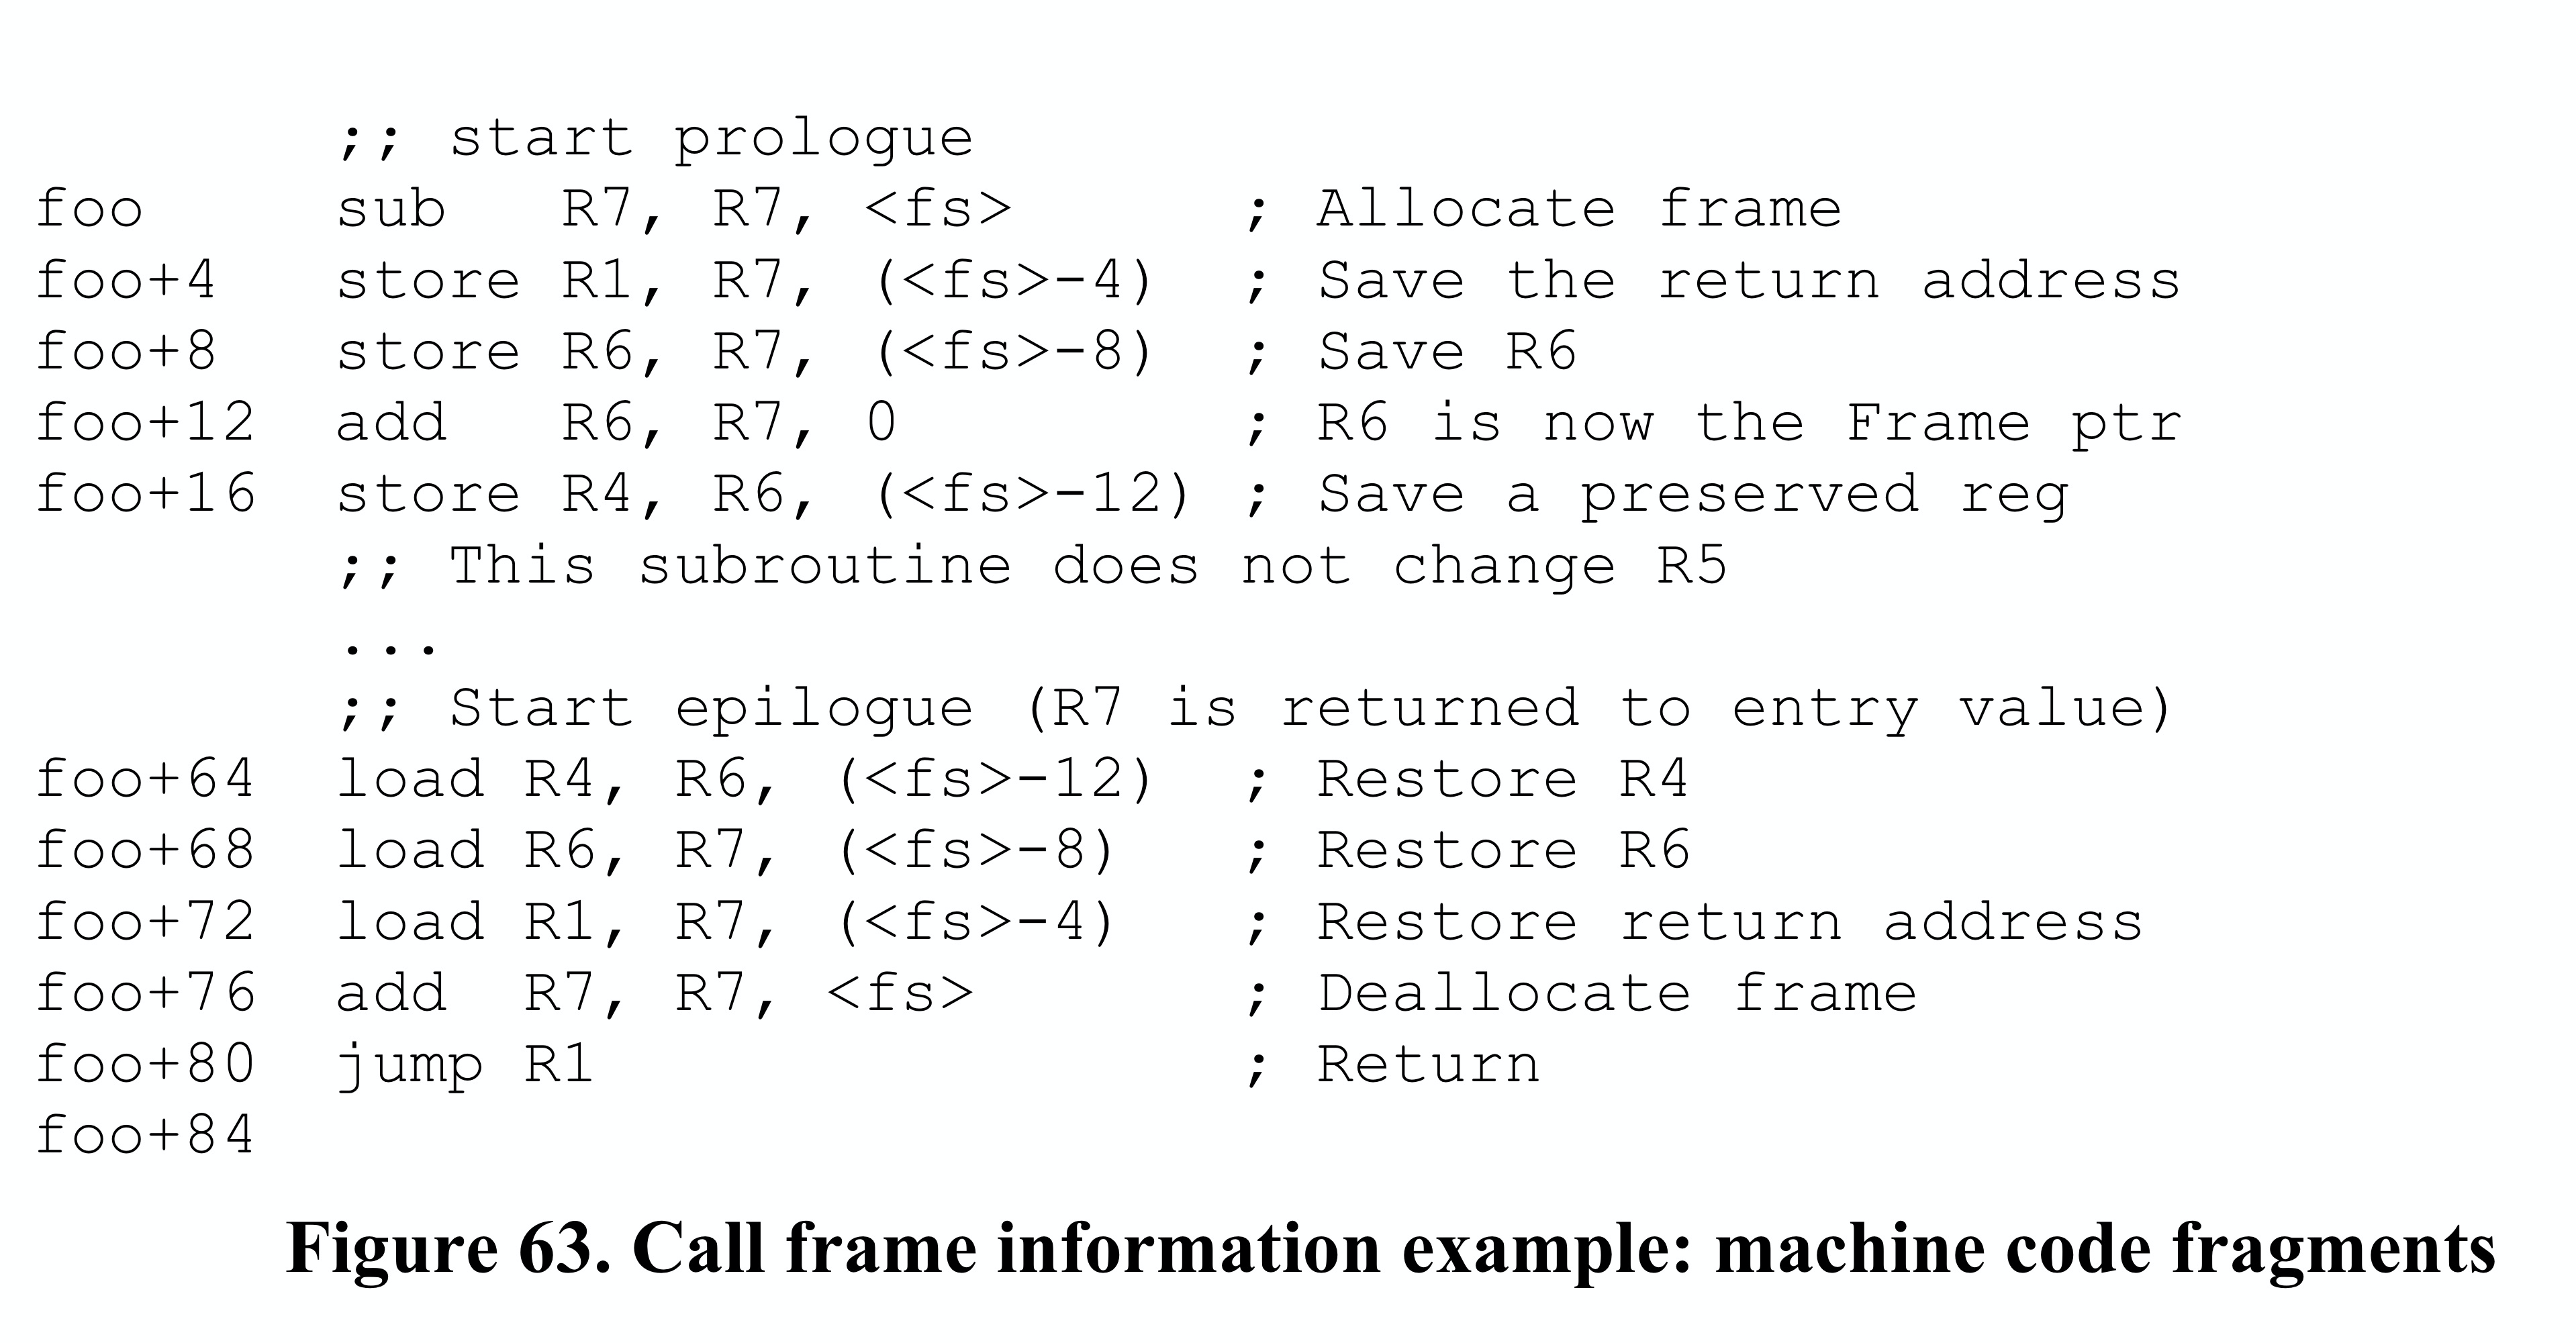 ;; start prologue
foo sub R7, R7, <fs> ; Allocate frame
foo+4 store R1, R7, (<fs>-4) ; Save the return address
foo+8 store R6, R7, (<fs>-8) ; Save R6
foo+12 add R6, R7, 0 ; R6 is now the Frame ptr
foo+16 store R4, R6, (<fs>-12) ; Save a preserved reg
;; This subroutine does not change R5
...
;; Start epilogue (R7 is returned to entry value)
foo+64 load R4, R6, (<fs>-12) ; Restore R4
foo+68 load R6, R7, (<fs>-8) ; Restore R6
foo+72 load R1, R7, (<fs>-4) ; Restore return address
foo+76 add R7, R7, <fs> ; Deallocate frame
foo+80 jump R1 ; Return
foo+84
Figure 63. Call frame information example: machine code fragments